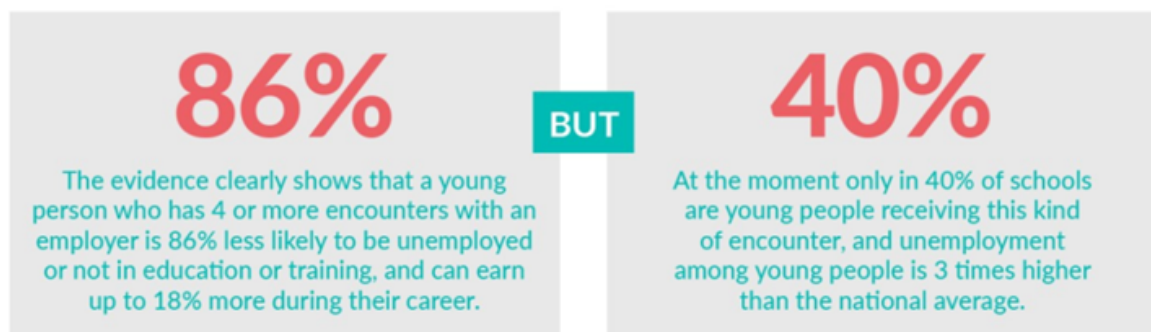 86%
The evidence clearly shows that a young
person who has 4 or more encounters with an
employer is 86% less likely to be unemployed
or not in education or training, and can earn
up to 18% more during their career.
BUT
40%
At the moment only in 40% of schools
are young people receiving this kind
of encounter, and unemployment
among young people is 3 times higher
than the national average.